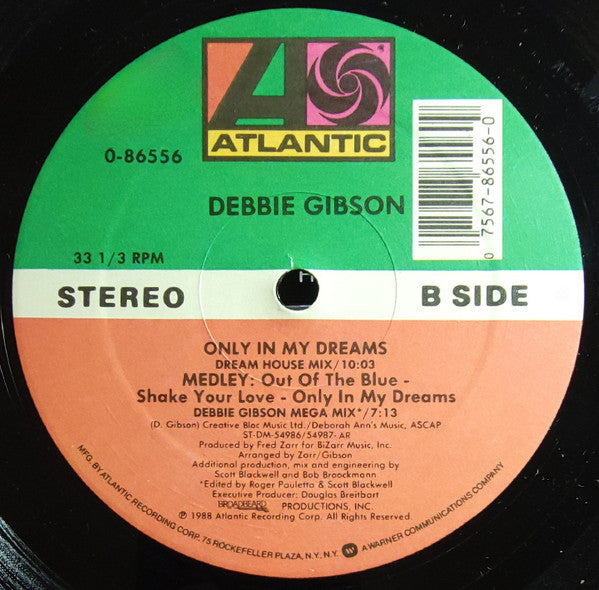 ATLANTIC
0-86556
DEBBIE GIBSON
0 7567-86556-0
33 1/3 RPM
STEREO
B SIDE
ONLY IN MY DREAMS
DREAM HOUSE MIX/10:03
MEDLEY: Out Of The Blue -
Shake Your Love - Only In My Dreams
DEBBIE GIBSON MEGA MIX*/7:13
(D. Gibson) Creative Bloc Music Ltd./Deborah Ann's Music, ASCAP
ST-DM-54986/54987- AR
Produced by Fred Zarr for BiZarr Music, Inc.
Arranged by Zarr/Gibson
Additional production, mix and engineering by
Scott Blackwell and Bob Braockmann
*Edited by Roger Pauletta & Scott Blackwell
Executive Producer: Douglas Breitbart
BROADBEARD PRODUCTIONS, INC.
℗ 1988 Atlantic Recording Corp. All Rights Reserved.
MFG. BY ATLANTIC RECORDING CORP. 75 ROCKEFELLER PLAZA, N.Y. N.Y. W A WARNER COMMUNICATIONS COMPANY